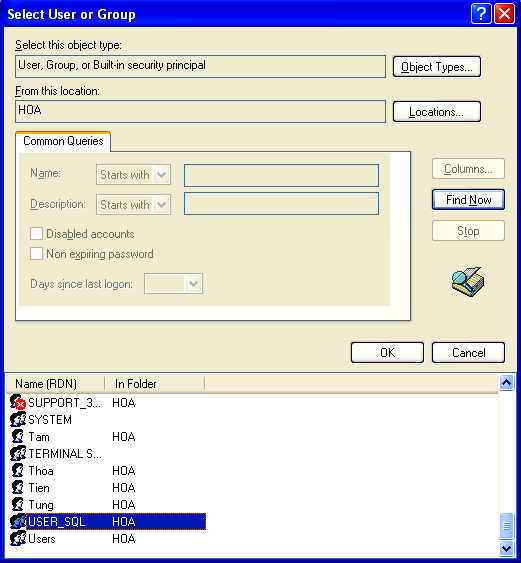 Select User or Group
Select this object type:
User, Group, or Built-in security principal
Object Types...
From this location:
HOA
Locations...
Common Queries
Name:
Starts with
Columns...
Description:
Starts with
Find Now
Disabled accounts
Stop
Non expiring password
Days since last logon:
OK
Cancel
Name (RDN) In Folder
SUPPORT_3... HOA
SYSTEM
Tam HOA
TERMINAL S...
Thoa HOA
Tien HOA
Tung HOA
USER_SQL HOA
Users HOA